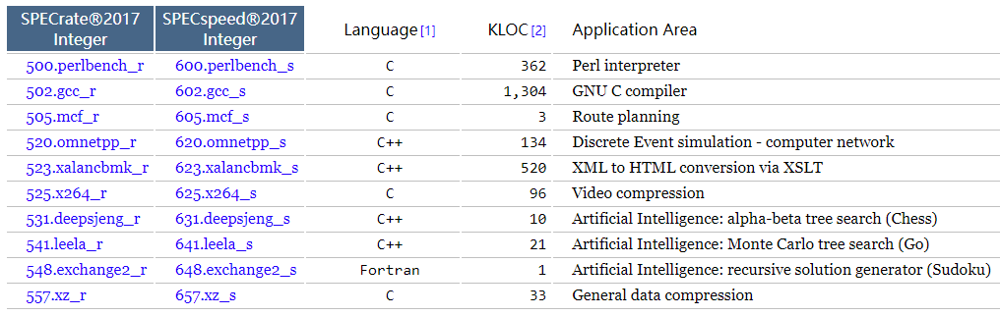 SPECrate®2017 Integer SPECspeed®2017 Integer Language[1] KLOC[2] Application Area
500.perlbench_r 600.perlbench_s C 362 Perl interpreter
502.gcc_r 602.gcc_s C 1,304 GNU C compiler
505.mcf_r 605.mcf_s C 3 Route planning
520.omnetpp_r 620.omnetpp_s C++ 134 Discrete Event simulation - computer network
523.xalancbmk_r 623.xalancbmk_s C++ 520 XML to HTML conversion via XSLT
525.x264_r 625.x264_s C 96 Video compression
531.deepsjeng_r 631.deepsjeng_s C++ 10 Artificial Intelligence: alpha-beta tree search (Chess)
541.leela_r 641.leela_s C++ 21 Artificial Intelligence: Monte Carlo tree search (Go)
548.exchange2_r 648.exchange2_s Fortran 1 Artificial Intelligence: recursive solution generator (Sudoku)
557.xz_r 657.xz_s C 33 General data compression